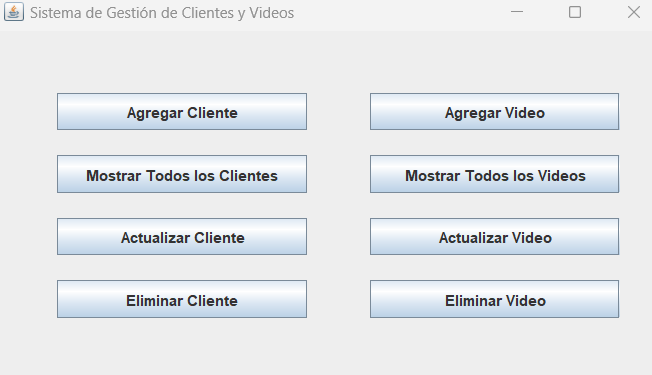 Sistema de Gestión de Clientes y Videos
Agregar Cliente
Agregar Video
Mostrar Todos los Clientes
Mostrar Todos los Videos
Actualizar Cliente
Actualizar Video
Eliminar Cliente
Eliminar Video